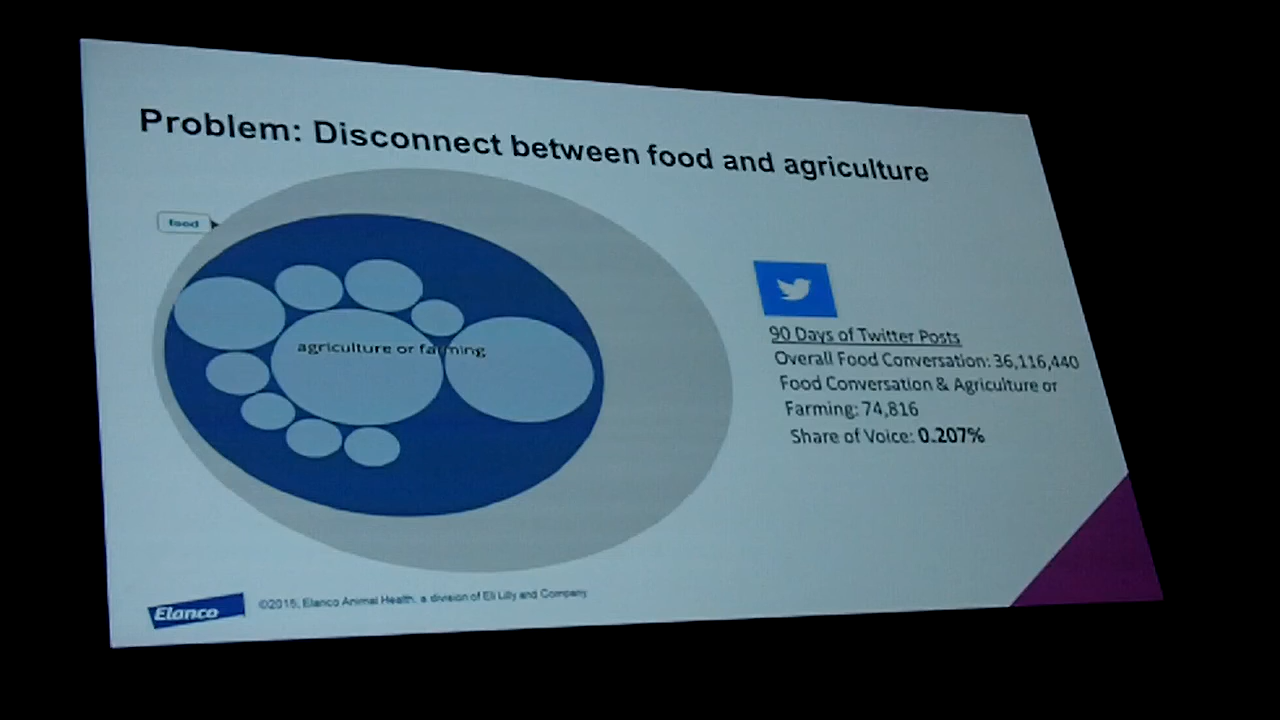 Problem: Disconnect between food and agriculture
food
agriculture or farming
90 Days of Twitter Posts
Overall Food Conversation: 36,116,440
Food Conversation & Agriculture or
Farming: 74,816
Share of Voice: 0.207%
Elanco
©2015, Elanco Animal Health, a division of Eli Lilly and Company